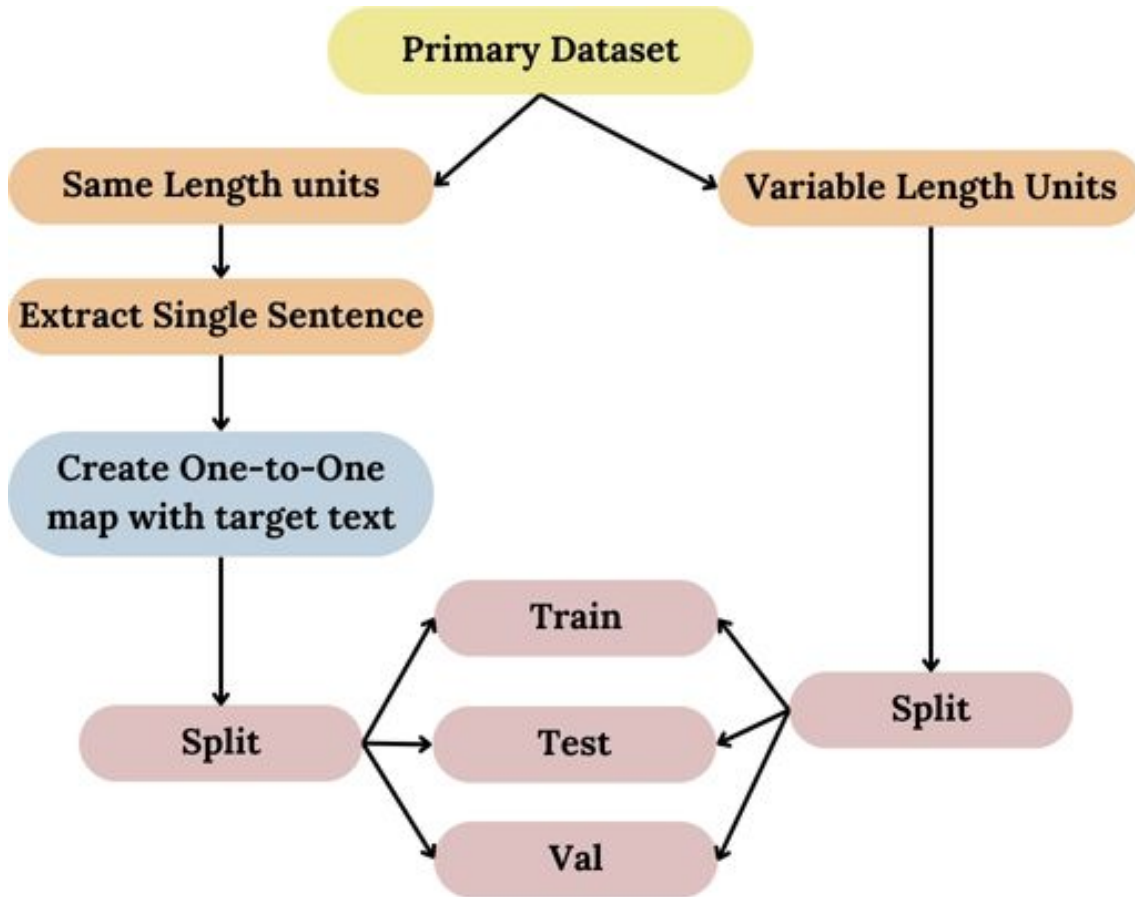 Primary Dataset
Same Length units
Variable Length Units
Extract Single Sentence
Create One-to-One
map with target text
Train
Split
Split
Test
Val